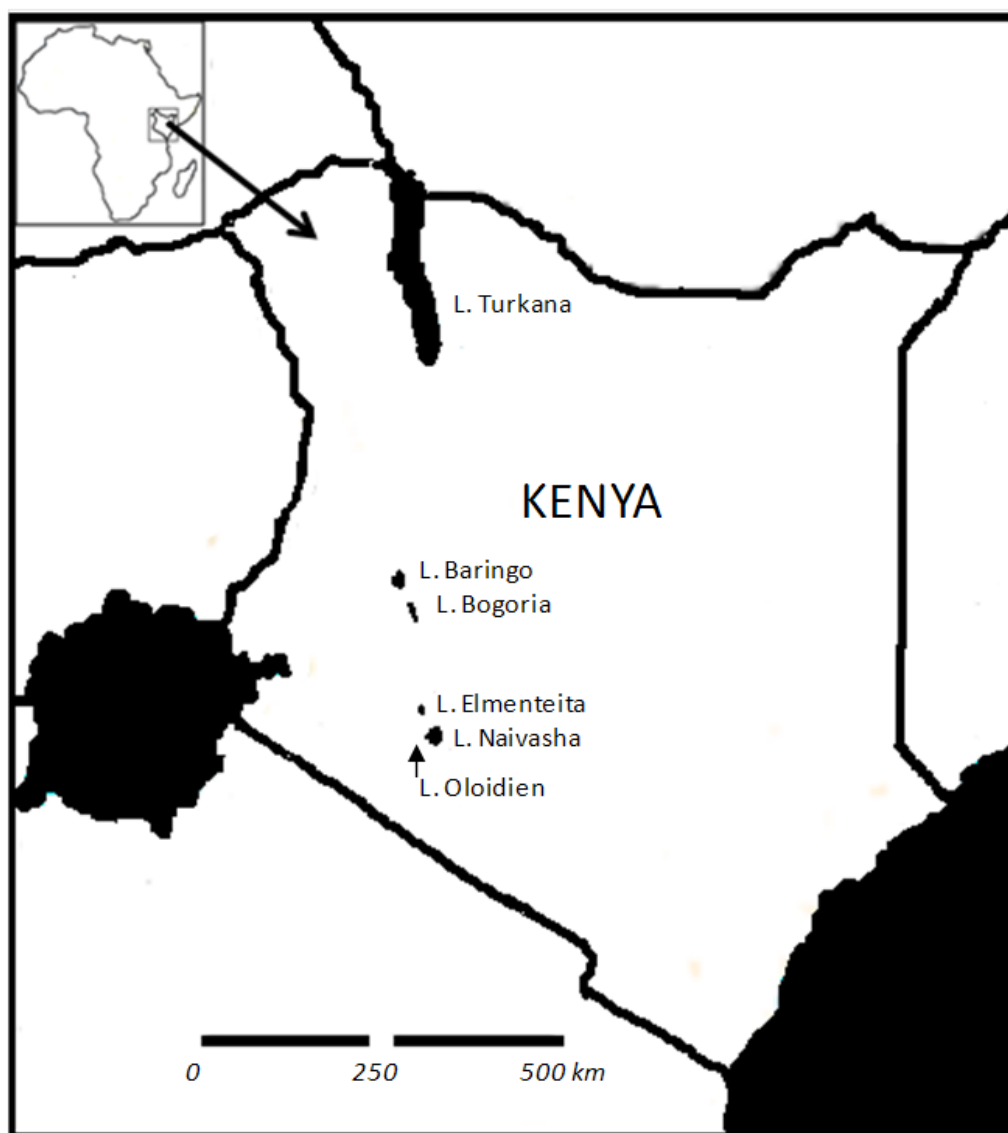 L. Turkana
KENYA
L. Baringo
L. Bogoria
L. Elmenteita
L. Naivasha
L. Oloidien
0 250 500 km